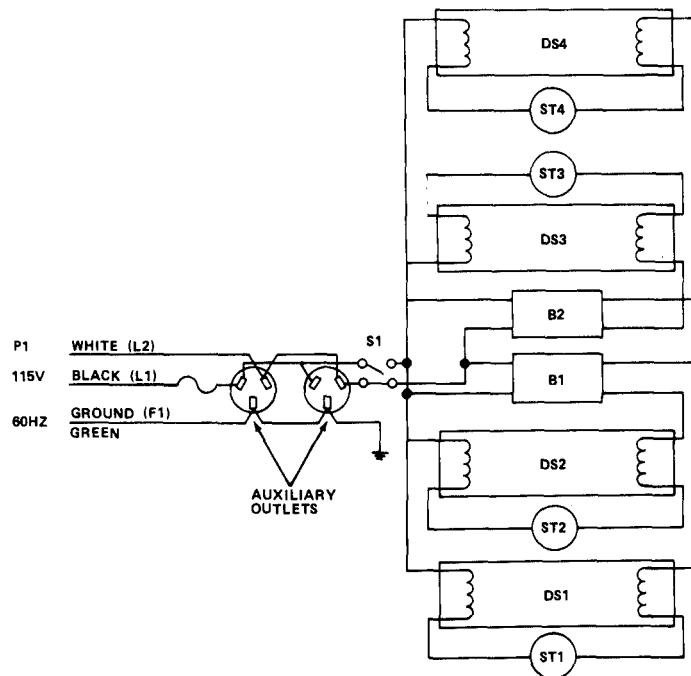 DS4
ST4
ST3
DS3
B2
S1
P1 WHITE (L2)
115V BLACK (L1)
B1
60HZ GROUND (F1)
GREEN
DS2
AUXILIARY
OUTLETS
ST2
DS1
ST1